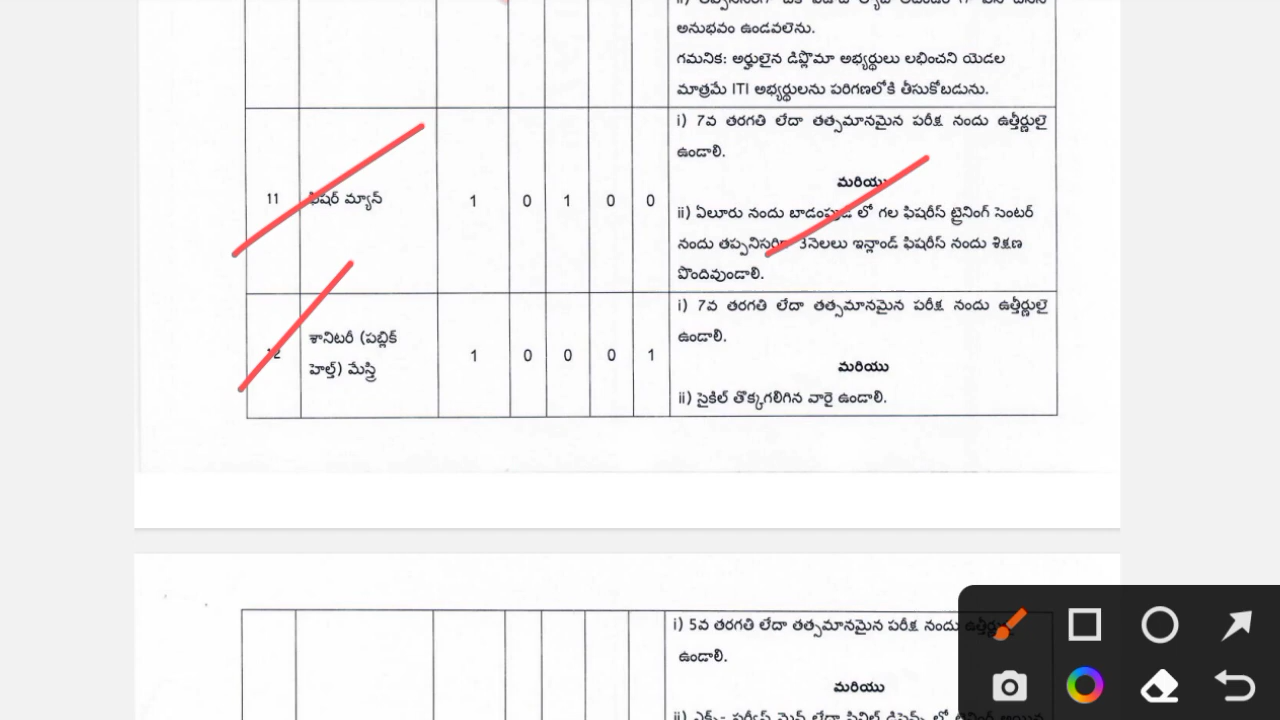 అనుభవం ఉండవలెను.
గమనిక: అర్హులైన డిప్లొమా అభ్యర్థులు లభించని యెడల
మాత్రమే ITI అభ్యర్థులను పరిగణలోకి తీసుకోబడును.
11 ఫిషర్ మ్యాన్ 1 0 1 0 0
i) 7వ తరగతి లేదా తత్సమానమైన పరీక్ష నందు ఉత్తీర్ణులై
ఉండాలి.
మరియు
ii) ఏలూరు నందు లో గల ఫిషరీస్ ట్రైనింగ్ సెంటర్
నందు 3నెలలు ఇన్లాండ్ ఫిషరీస్ నందు శిక్షణ
పొందివుండాలి.
12 శానిటరీ (పబ్లిక్
హెల్త్) మేస్త్రి 1 0 0 0 1
i) 7వ తరగతి లేదా తత్సమానమైన పరీక్ష నందు ఉత్తీర్ణులై
ఉండాలి.
మరియు
ii) సైకిల్ తొక్కగలిగిన వారై ఉండాలి.
i) 5వ తరగతి లేదా తత్సమానమైన పరీక్ష నందు
ఉండాలి.
మరియు